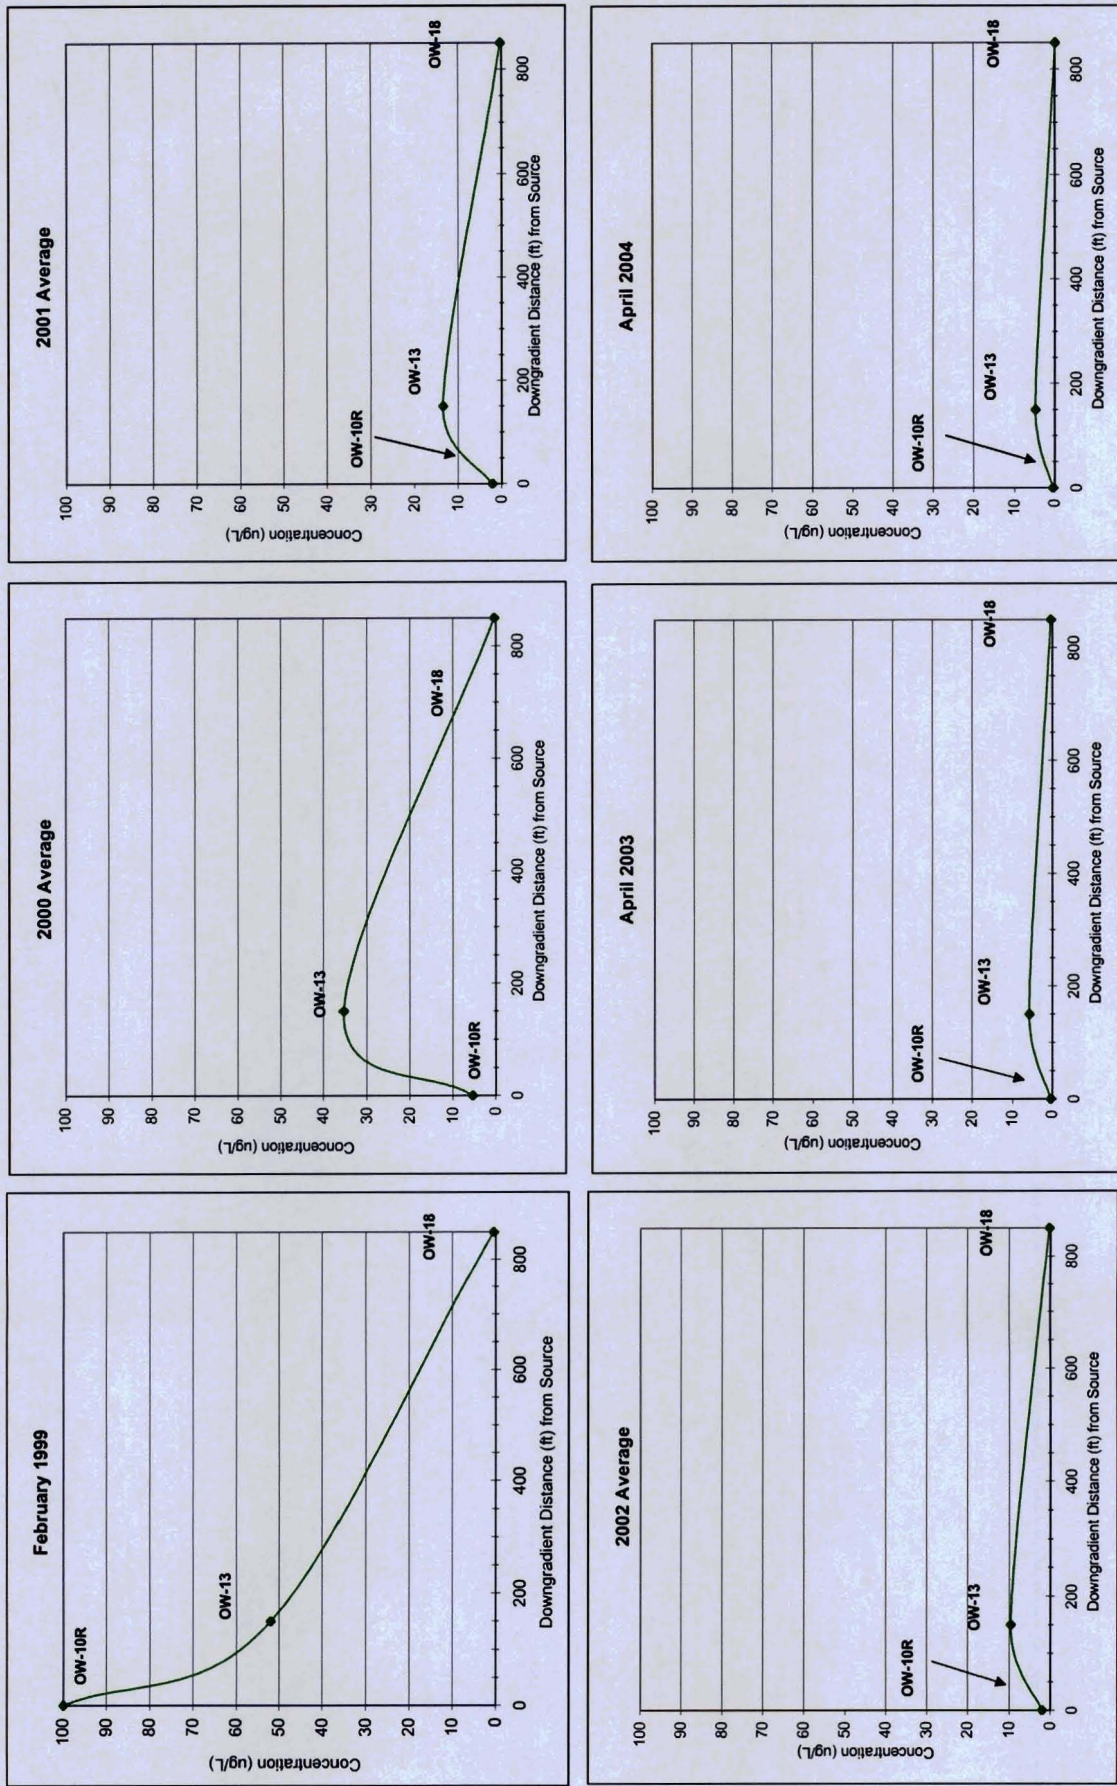 February 1999
100
90
80
70
60
50
40
30
20
10
0
Concentration (ug/L)
OW-10R
OW-13
OW-18
0
200
400
600
800
Downgradient Distance (ft) from Source
2000 Average
100
90
80
70
60
50
40
30
20
10
0
Concentration (ug/L)
OW-10R
OW-13
OW-18
0
200
400
600
800
Downgradient Distance (ft) from Source
2001 Average
100
90
80
70
60
50
40
30
20
10
0
Concentration (ug/L)
OW-10R
OW-13
OW-18
0
200
400
600
800
Downgradient Distance (ft) from Source
2002 Average
100
90
80
70
60
50
40
30
20
10
0
Concentration (ug/L)
OW-10R
OW-13
OW-18
0
200
400
600
800
Downgradient Distance (ft) from Source
April 2003
100
90
80
70
60
50
40
30
20
10
0
Concentration (ug/L)
OW-10R
OW-13
OW-18
0
200
400
600
800
Downgradient Distance (ft) from Source
April 2004
100
90
80
70
60
50
40
30
20
10
0
Concentration (ug/L)
OW-10R
OW-13
OW-18
0
200
400
600
800
Downgradient Distance (ft) from Source